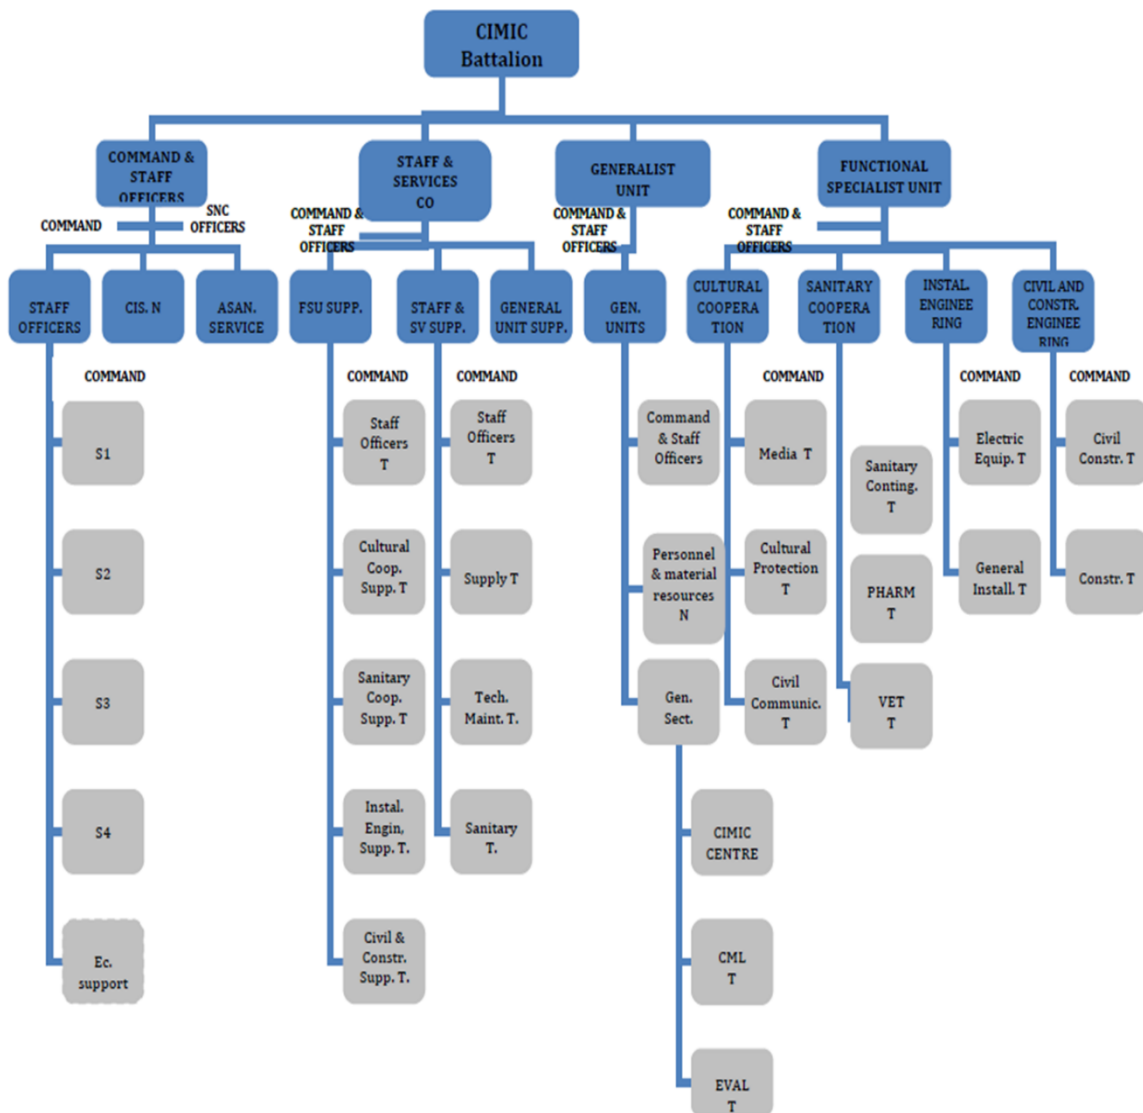 CIMIC
Battalion
COMMAND &
STAFF
OFFICERS
STAFF &
SERVICES
CO
GENERALIST
UNIT
FUNCTIONAL
SPECIALIST UNIT
COMMAND
SNC
OFFICERS
COMMAND &
STAFF
OFFICERS
COMMAND &
STAFF
OFFICERS
COMMAND &
STAFF
OFFICERS
STAFF
OFFICERS
CIS. N
ASAN.
SERVICE
FSU SUPP.
STAFF &
SV SUPP.
GENERAL
UNIT SUPP.
GEN.
UNITS
CULTURAL
COOPERA
TION
SANITARY
COOPERA
TION
INSTAL.
ENGINEE
RING
CIVIL AND
CONSTR.
ENGINEE
RING
COMMAND
COMMAND
COMMAND
COMMAND
COMMAND
COMMAND
S1
S2
S3
S4
Ec.
support
Staff
Officers
T
Cultural
Coop.
Supp. T
Sanitary
Coop.
Supp. T
Instal.
Engin,
Supp. T.
Civil &
Constr.
Supp. T.
Staff
Officers
T
Supply T
Tech.
Maint. T.
Sanitary
T.
Command
& Staff
Officers
Personnel
& material
resources
N
Gen.
Sect.
CIMIC
CENTRE
CML
T
EVAL
T
Media T
Cultural
Protection
T
Civil
Communic.
T
Sanitary
Conting.
T
PHARM
T
VET
T
Electric
Equip. T
General
Install. T
Civil
Constr. T
Constr. T